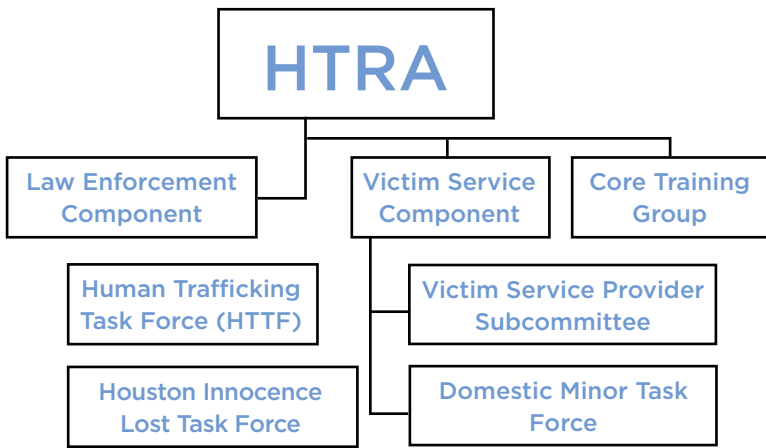 HTRA
Law Enforcement
Component
Victim Service
Component
Core Training
Group
Human Trafficking
Task Force (HTTF)
Victim Service Provider
Subcommittee
Houston Innocence
Lost Task Force
Domestic Minor Task
Force